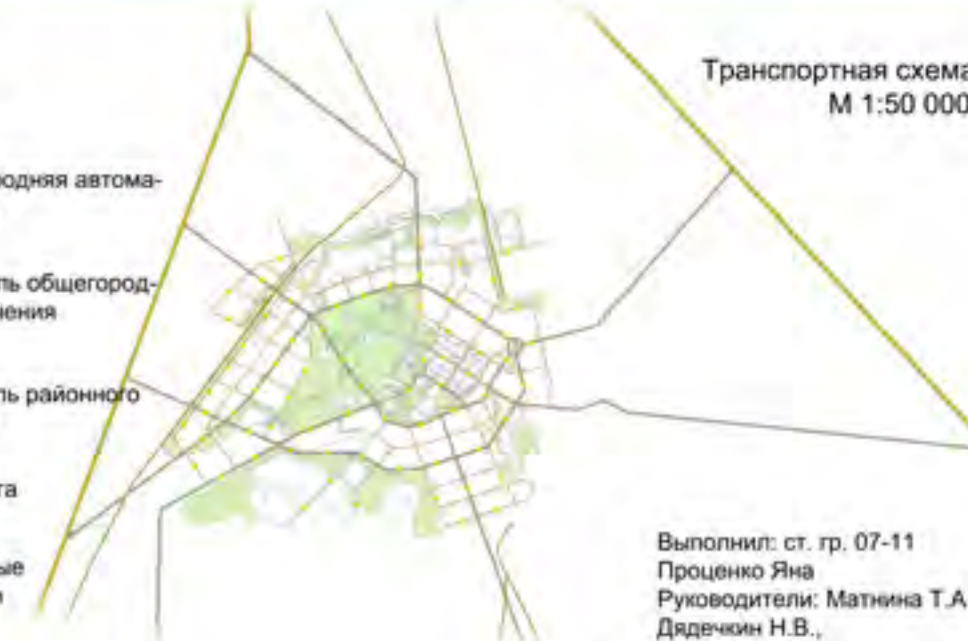 Транспортная схема
М 1:50 000
одняя автома-
ль общегород-
чения
ль районного
та
ые
Выполнил: ст. гр. 07-11
Проценко Яна
Руководители: Матнина Т.А.
Дядечкин Н.В.,